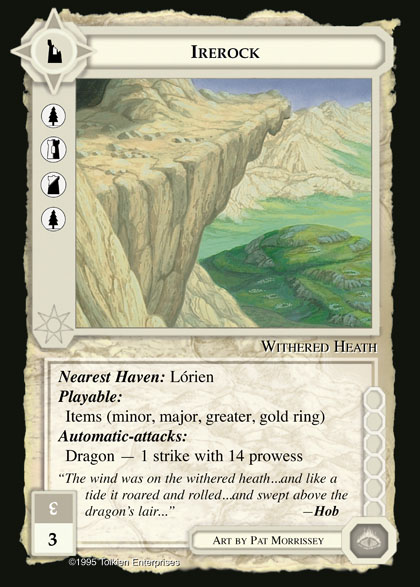 IREROCK
WITHERED HEATH
Nearest Haven: Lórien
Playable:
Items (minor, major, greater, gold ring)
Automatic-attacks:
Dragon — 1 strike with 14 prowess
“The wind was on the withered heath...and like a
tide it roared and rolled...and swept above the
dragon’s lair...” —Hob
ε
3
ART BY PAT MORRISSEY
©1995 Tolkien Enterprises